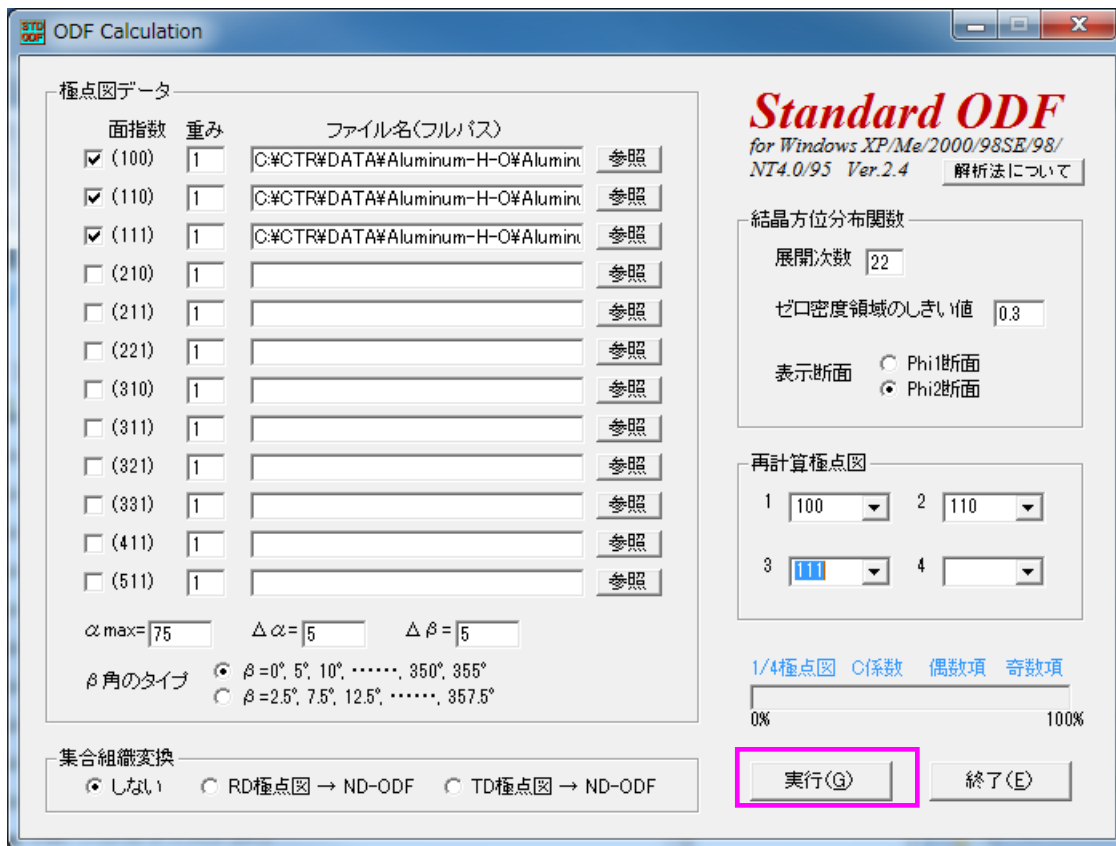 ODF Calculation
極点図データ
面指数 重み ファイル名(フルパス)
(100) 1 C:¥CTR¥DATA¥Aluminum-H-O¥Aluminu 参照
(110) 1 C:¥CTR¥DATA¥Aluminum-H-O¥Aluminu 参照
(111) 1 C:¥CTR¥DATA¥Aluminum-H-O¥Aluminu 参照
(210) 1 参照
(211) 1 参照
(221) 1 参照
(310) 1 参照
(311) 1 参照
(321) 1 参照
(331) 1 参照
(411) 1 参照
(511) 1 参照
αmax= 75 Δα= 5 Δβ= 5
β角のタイプ
β=0°, 5°, 10°, ……, 350°, 355°
β=2.5°, 7.5°, 12.5°, ……, 357.5°
集合組織変換
しない RD極点図 → ND-ODF TD極点図 → ND-ODF
STD
ODF
Standard ODF
for Windows XP/Me/2000/98SE/98/
NT4.0/95 Ver.2.4
解析法について
結晶方位分布関数
展開次数 22
ゼロ密度領域のしきい値 0.3
表示断面
Phi1断面
Phi2断面
再計算極点図
1 100 2 110
3 111 4
1/4極点図 C係数 偶数項 奇数項
0% 100%
実行(G) 終了(E)